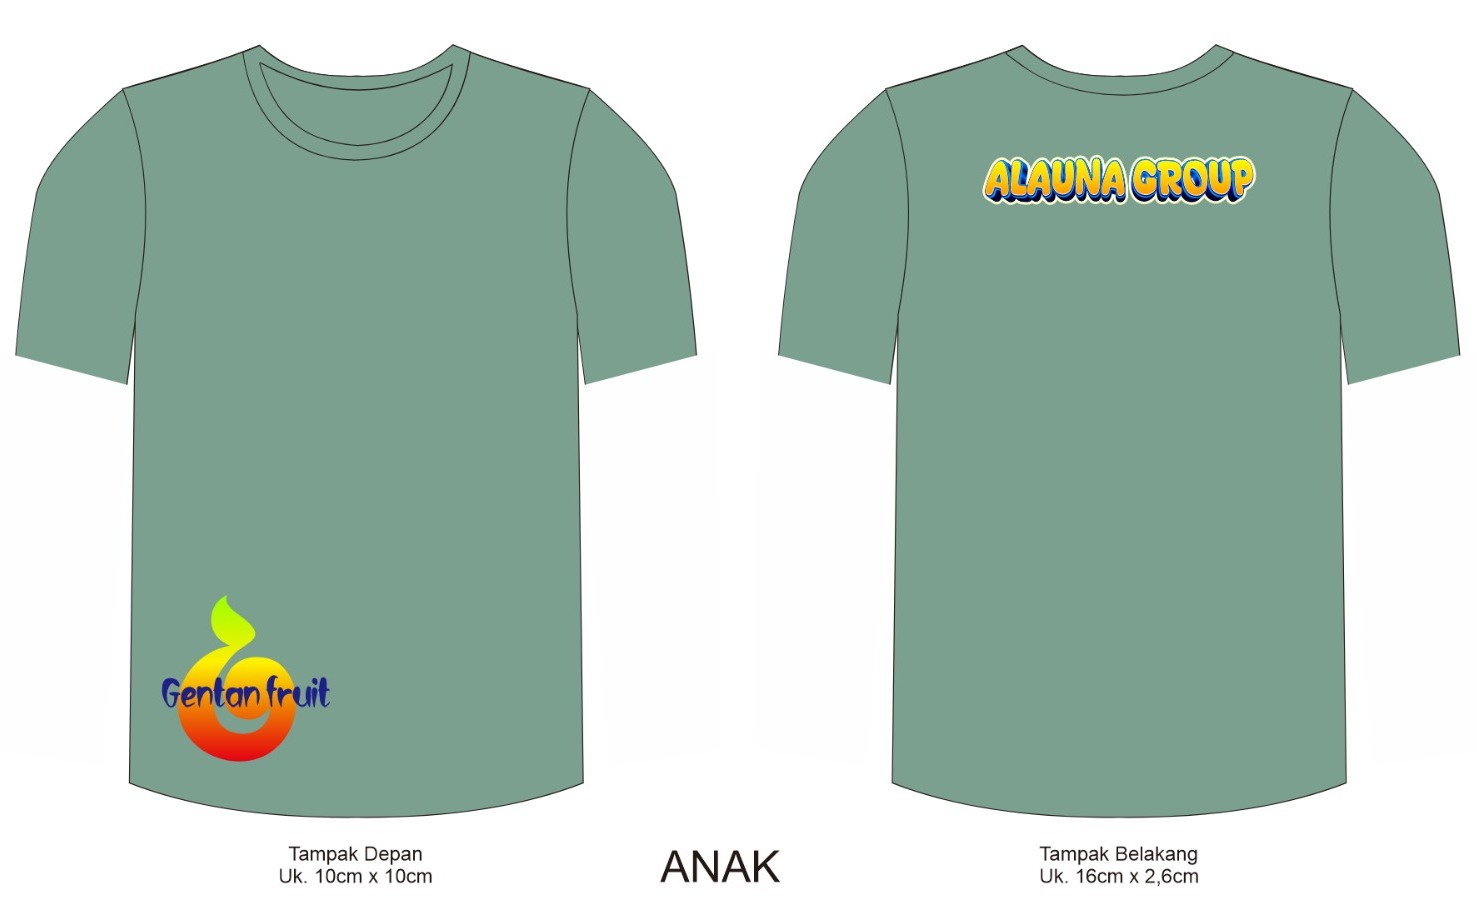 ALAUNA GROUP
Gentan fruit
Tampak Depan
Uk. 10cm x 10cm
ANAK
Tampak Belakang
Uk. 16cm x 2,6cm